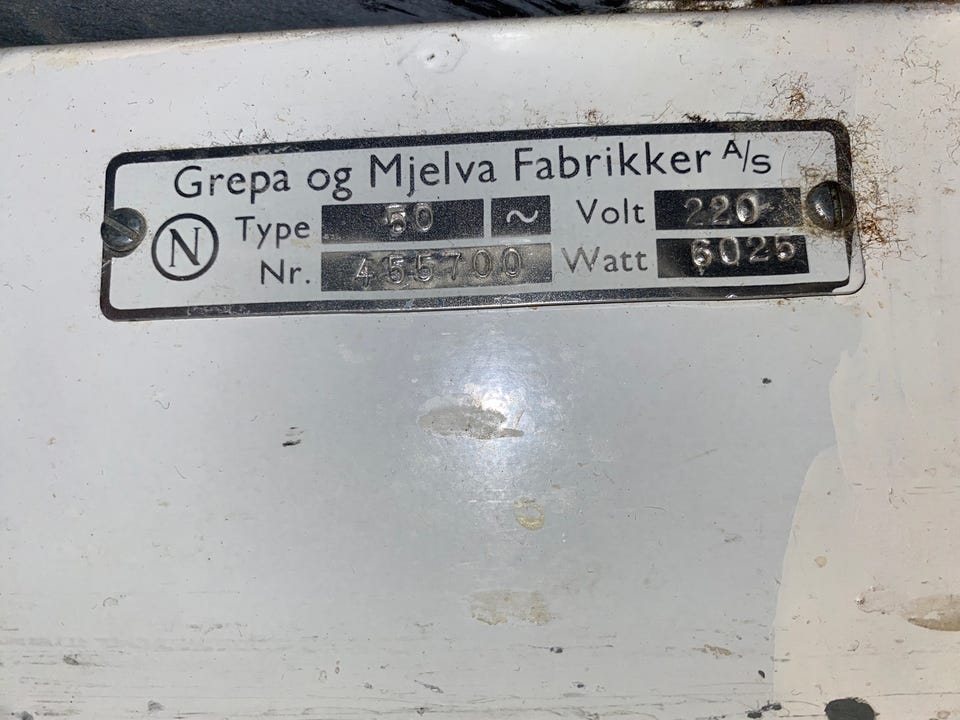 Grepa og Mjelva Fabrikker A/S
N Type 50 ~ Volt 220
Nr. 455700 Watt 6025